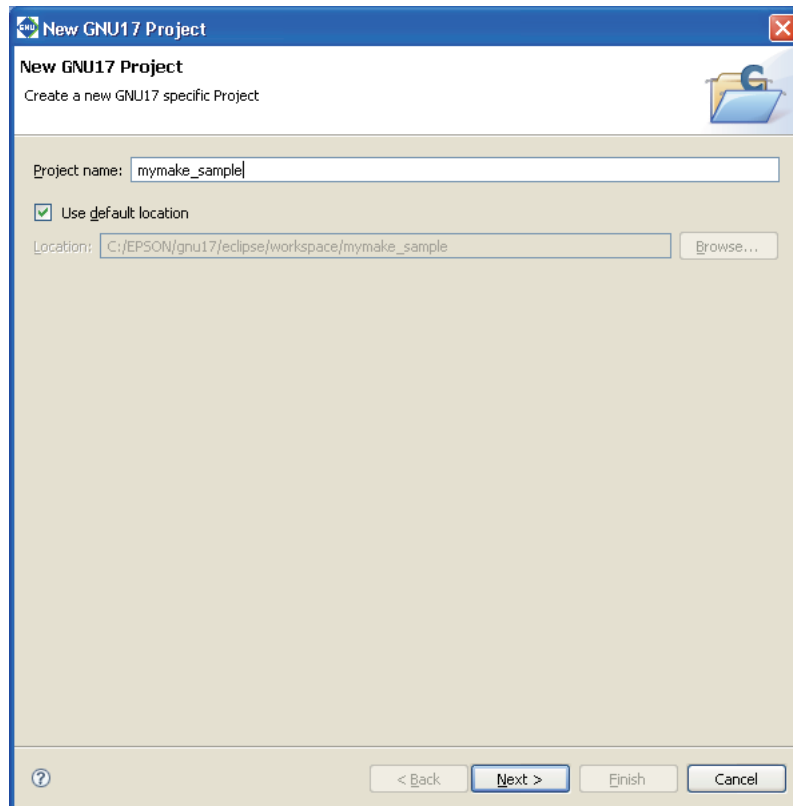 GNU New GNU17 Project
New GNU17 Project
Create a new GNU17 specific Project
C
Project name: mymake_sample
Use default location
Location: C:/EPSON/gnu17/eclipse/workspace/mymake_sample Browse...
? < Back Next > Finish Cancel